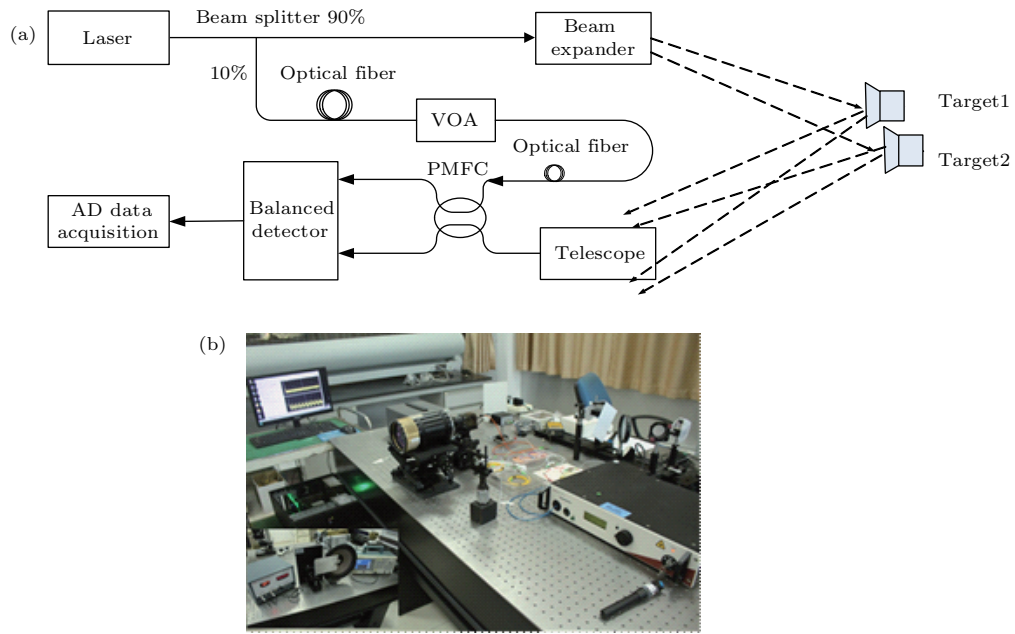 (a)
Laser
Beam splitter 90%
10%
Optical fiber
Beam
expander
VOA
Optical fiber
Target1
Target2
PMFC
Balanced
detector
AD data
acquisition
Telescope
(b)